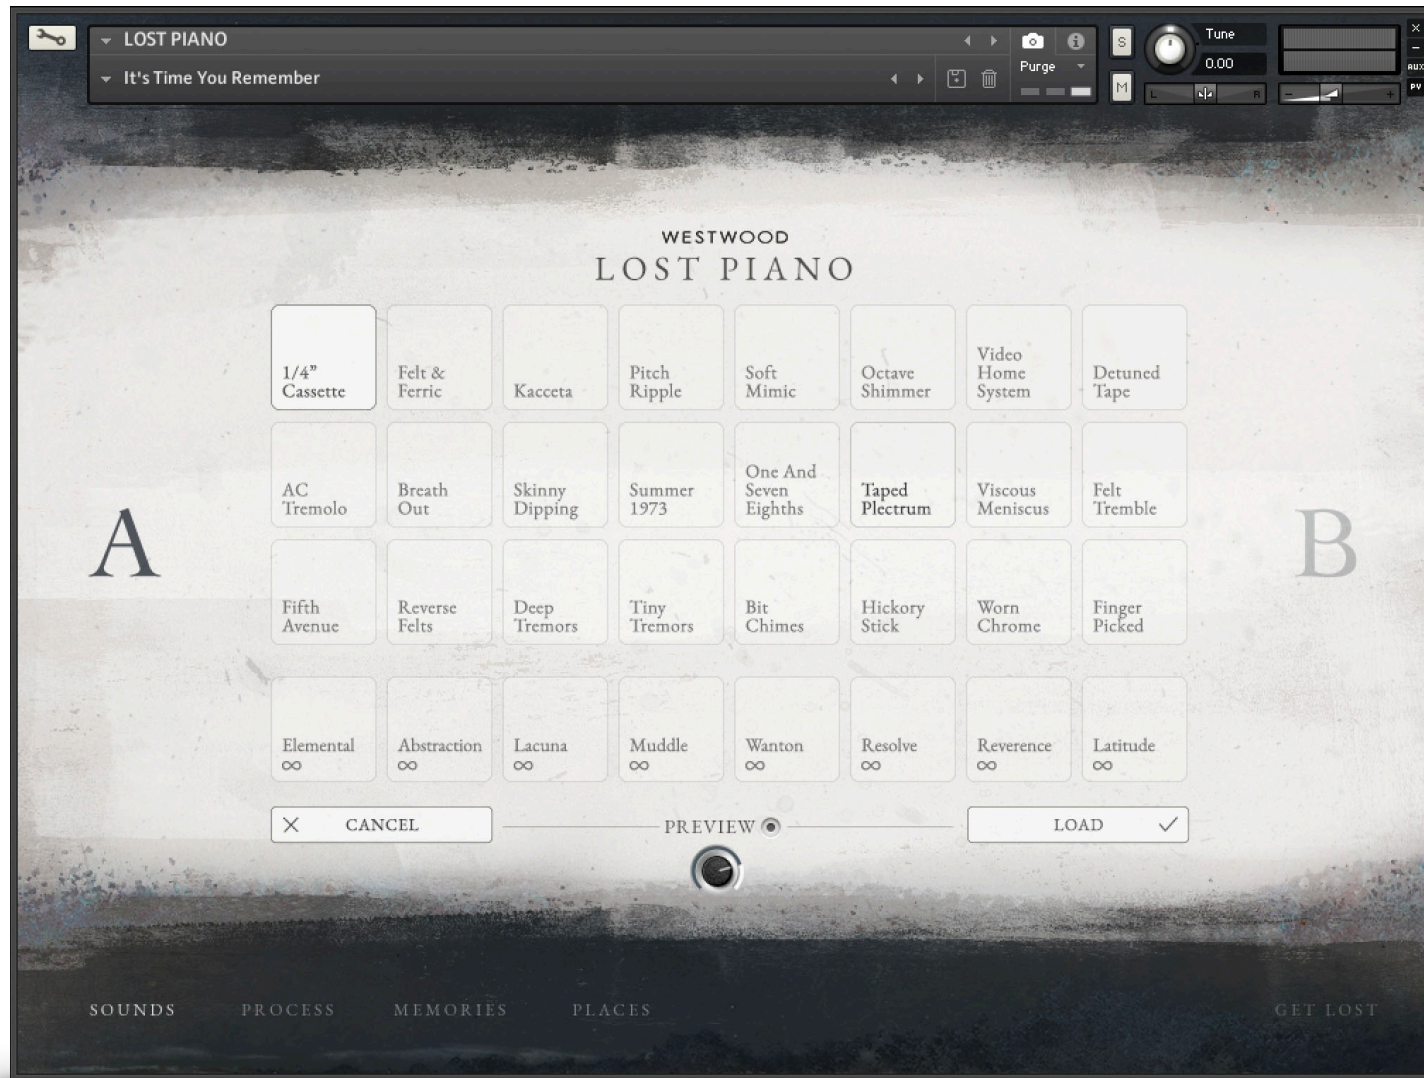 LOST PIANO
It's Time You Remember
Purge
S
M
Tune
0.00
L
R
AUX
PV
WESTWOOD
LOST PIANO
1/4”
Cassette
Felt &
Ferric
Kacceta
Pitch
Ripple
Soft
Mimic
Octave
Shimmer
Video
Home
System
Detuned
Tape
AC
Tremolo
Breath
Out
Skinny
Dipping
Summer
1973
One And
Seven
Eighths
Taped
Plectrum
Viscous
Meniscus
Felt
Tremble
A
B
Fifth
Avenue
Reverse
Felts
Deep
Tremors
Tiny
Tremors
Bit
Chimes
Hickory
Stick
Worn
Chrome
Finger
Picked
Elemental
∞
Abstraction
∞
Lacuna
∞
Muddle
∞
Wanton
∞
Resolve
∞
Reverence
∞
Latitude
∞
CANCEL
PREVIEW
LOAD
SOUNDS
PROCESS
MEMORIES
PLACES
GET LOST